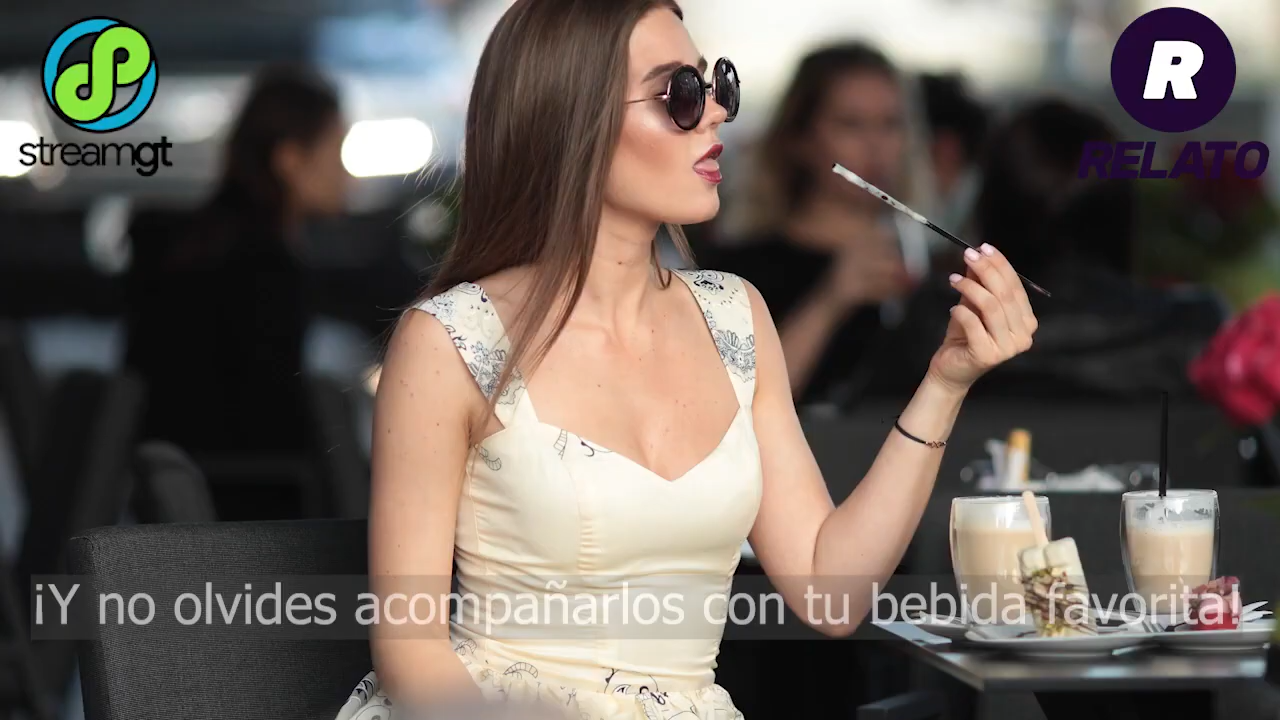 streamgt
R
RELATO
¡Y no olvides acompañarlos con tu bebida favorita!